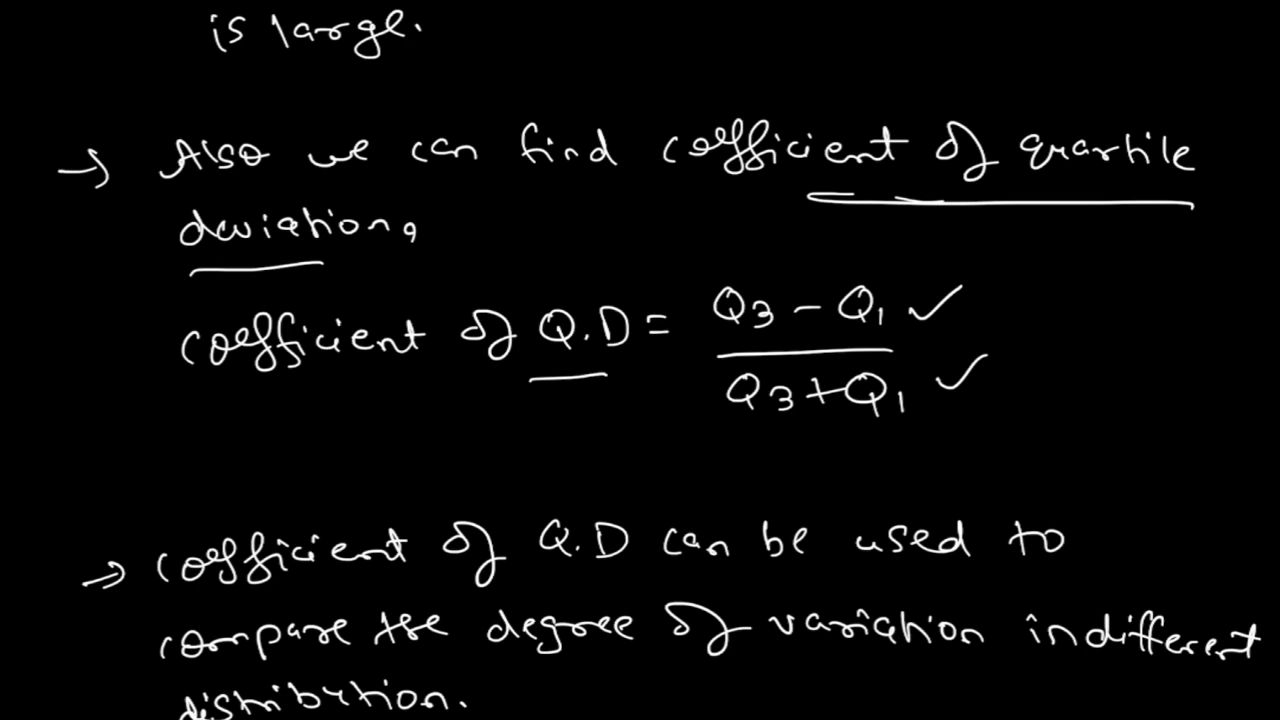 is large.
→ Also we can find coefficient of quartile
deviation,
coefficient of Q.D = Q3 - Q1 ✓
Q3 + Q1 ✓
→ coefficient of Q.D can be used to
compare the degree of variation in different
distribution.